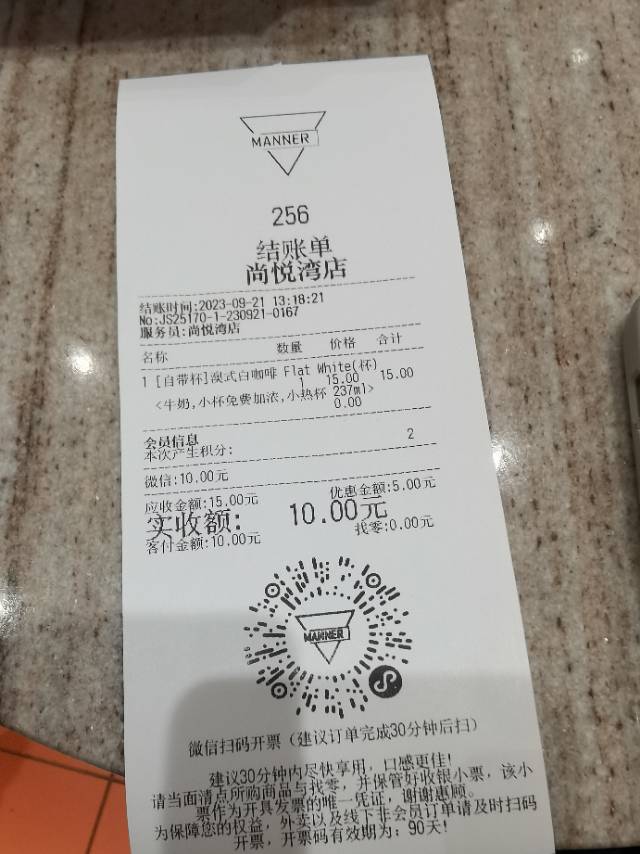 MANNER
256
结账单
尚悦湾店
结账时间:2023-09-21 13:18:21
No:JS25170-1-230921-0167
服务员:尚悦湾店
名称 数量 价格 合计
1 [自带杯]澳式白咖啡 Flat White(杯)
1 15.00 15.00
<牛奶,小杯免费加浓,小热杯 237ml>
0.00
会员信息
本次产生积分: 2
微信:10.00元
应收金额:15.00元 优惠金额:5.00元
实收额: 10.00元
客付金额:10.00元 找零:0.00元
MANNER
微信扫码开票（建议订单完成30分钟后扫）
建议30分钟内尽快享用，口感更佳!
请当面清点所购商品与找零，并保管好收银小票，该小
票作为开具发票的唯一凭证，谢谢惠顾。
为保障您的权益，外卖以及线下非会员订单请及时扫码
开票，开票码有效期为：90天!